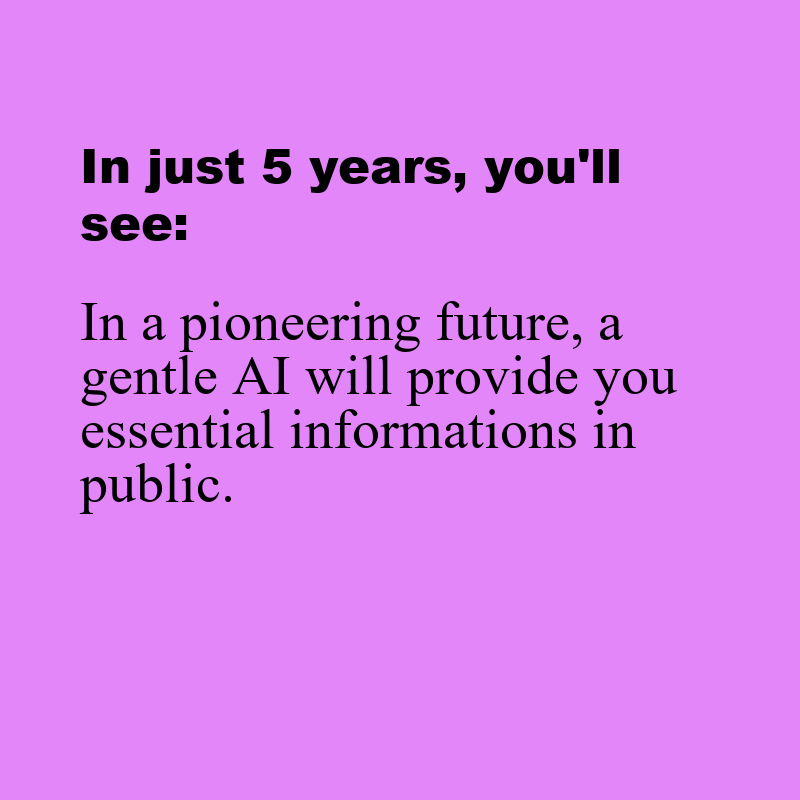 In just 5 years, you'll
see:
In a pioneering future, a
gentle AI will provide you
essential informations in
public.